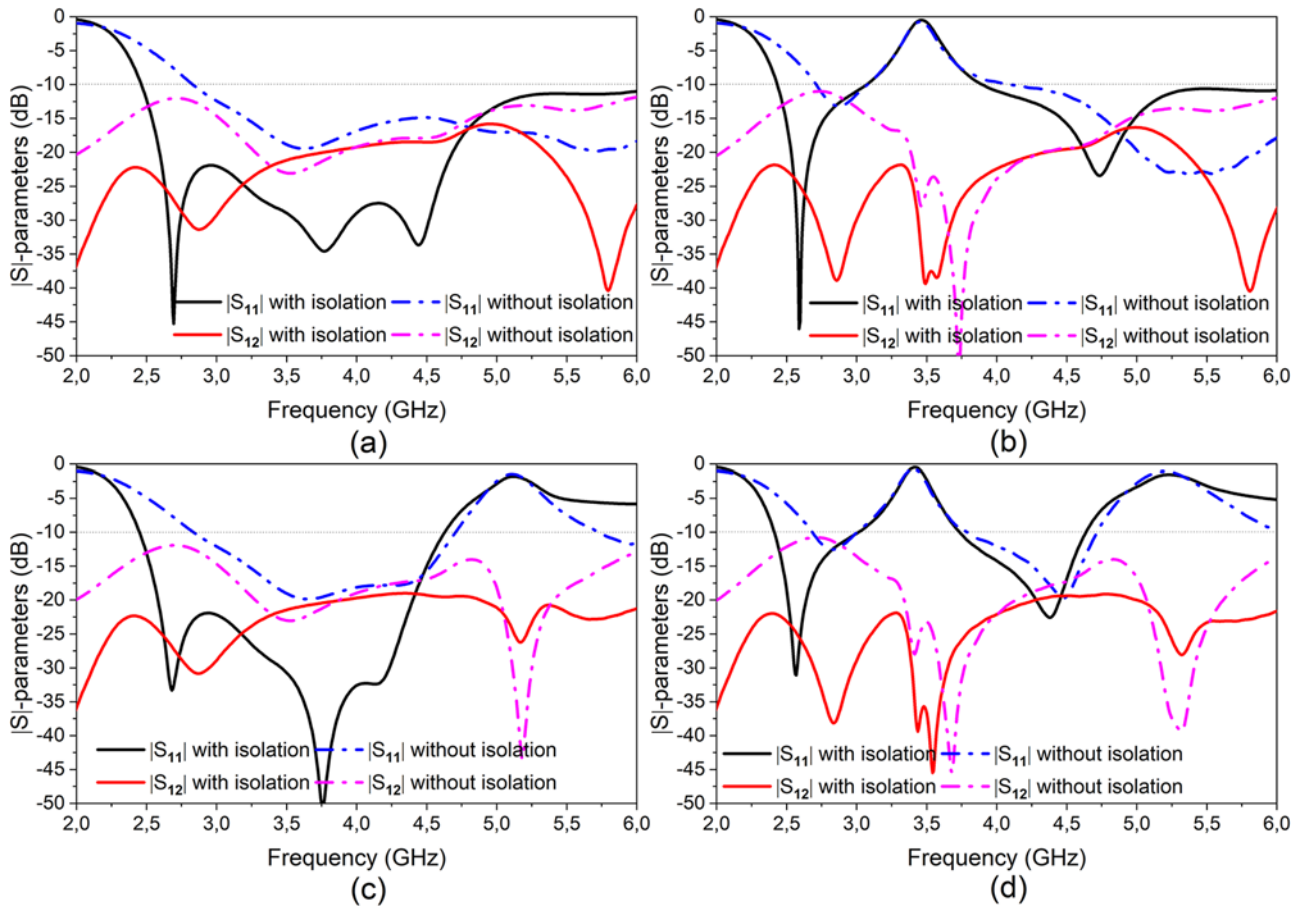 |S|-parameters (dB)
0
-5
-10
-15
-20
-25
-30
-35
-40
-45
-50
|S11| with isolation
|S11| without isolation
|S12| with isolation
|S12| without isolation
2,0 2,5 3,0 3,5 4,0 4,5 5,0 5,5 6,0
Frequency (GHz)
(a)
|S|-parameters (dB)
0
-5
-10
-15
-20
-25
-30
-35
-40
-45
-50
|S11| with isolation
|S11| without isolation
|S12| with isolation
|S12| without isolation
2,0 2,5 3,0 3,5 4,0 4,5 5,0 5,5 6,0
Frequency (GHz)
(b)
|S|-parameters (dB)
0
-5
-10
-15
-20
-25
-30
-35
-40
-45
-50
|S11| with isolation
|S11| without isolation
|S12| with isolation
|S12| without isolation
2,0 2,5 3,0 3,5 4,0 4,5 5,0 5,5 6,0
Frequency (GHz)
(c)
|S|-parameters (dB)
0
-5
-10
-15
-20
-25
-30
-35
-40
-45
-50
|S11| with isolation
|S11| without isolation
|S12| with isolation
|S12| without isolation
2,0 2,5 3,0 3,5 4,0 4,5 5,0 5,5 6,0
Frequency (GHz)
(d)